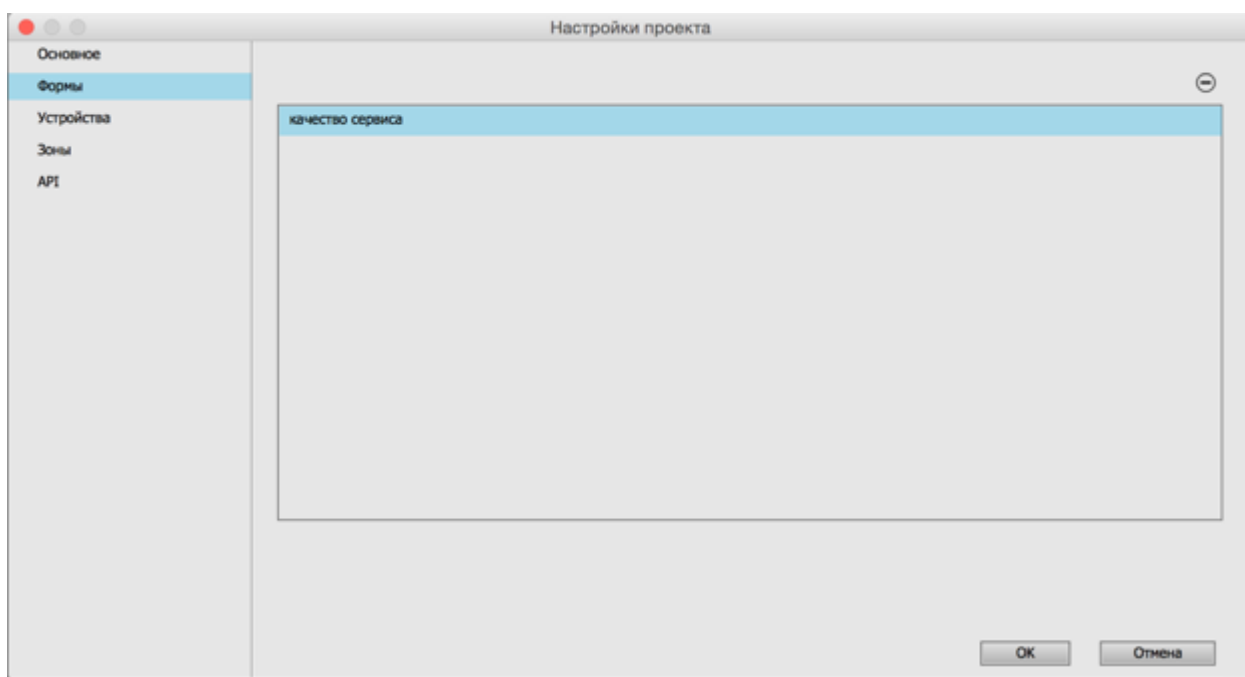 Настройки проекта
Основное
Формы
Устройства
Зоны
API
качество сервиса
OK
Отмена